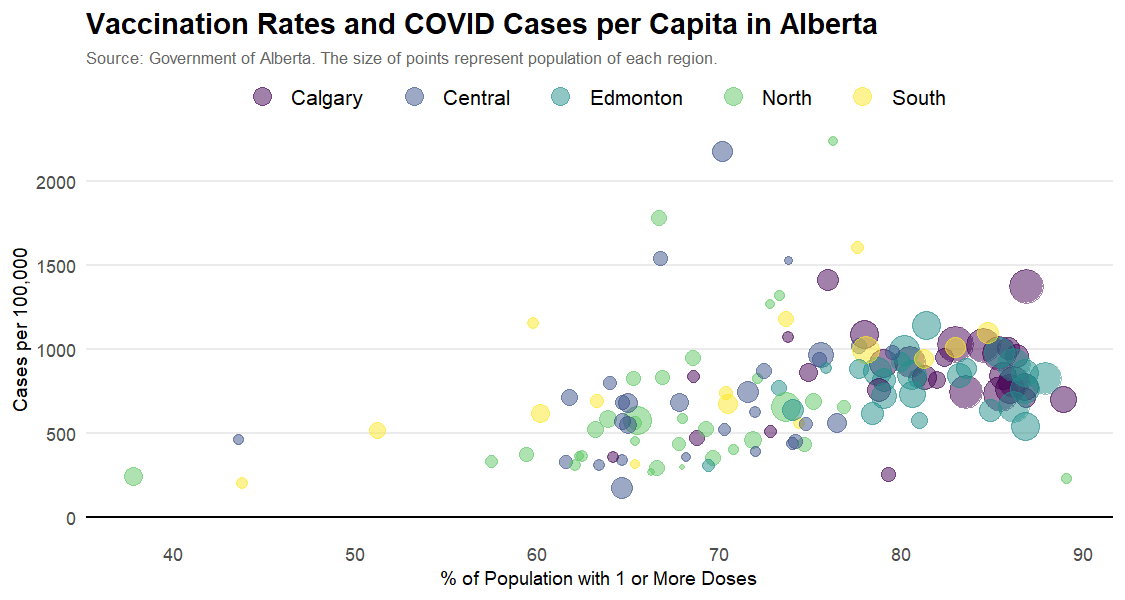 Vaccination Rates and COVID Cases per Capita in Alberta
Source: Government of Alberta. The size of points represent population of each region.
Calgary Central Edmonton North South
Cases per 100,000
2000
1500
1000
500
0
40 50 60 70 80 90
% of Population with 1 or More Doses